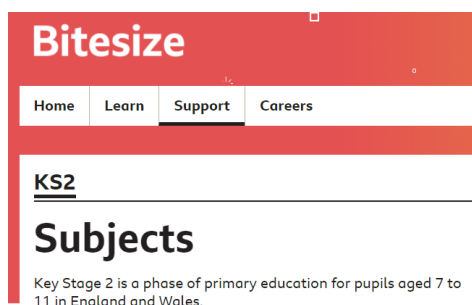 Bitesize
Home Learn Support Careers
KS2
Subjects
Key Stage 2 is a phase of primary education for pupils aged 7 to
11 in England and Wales.